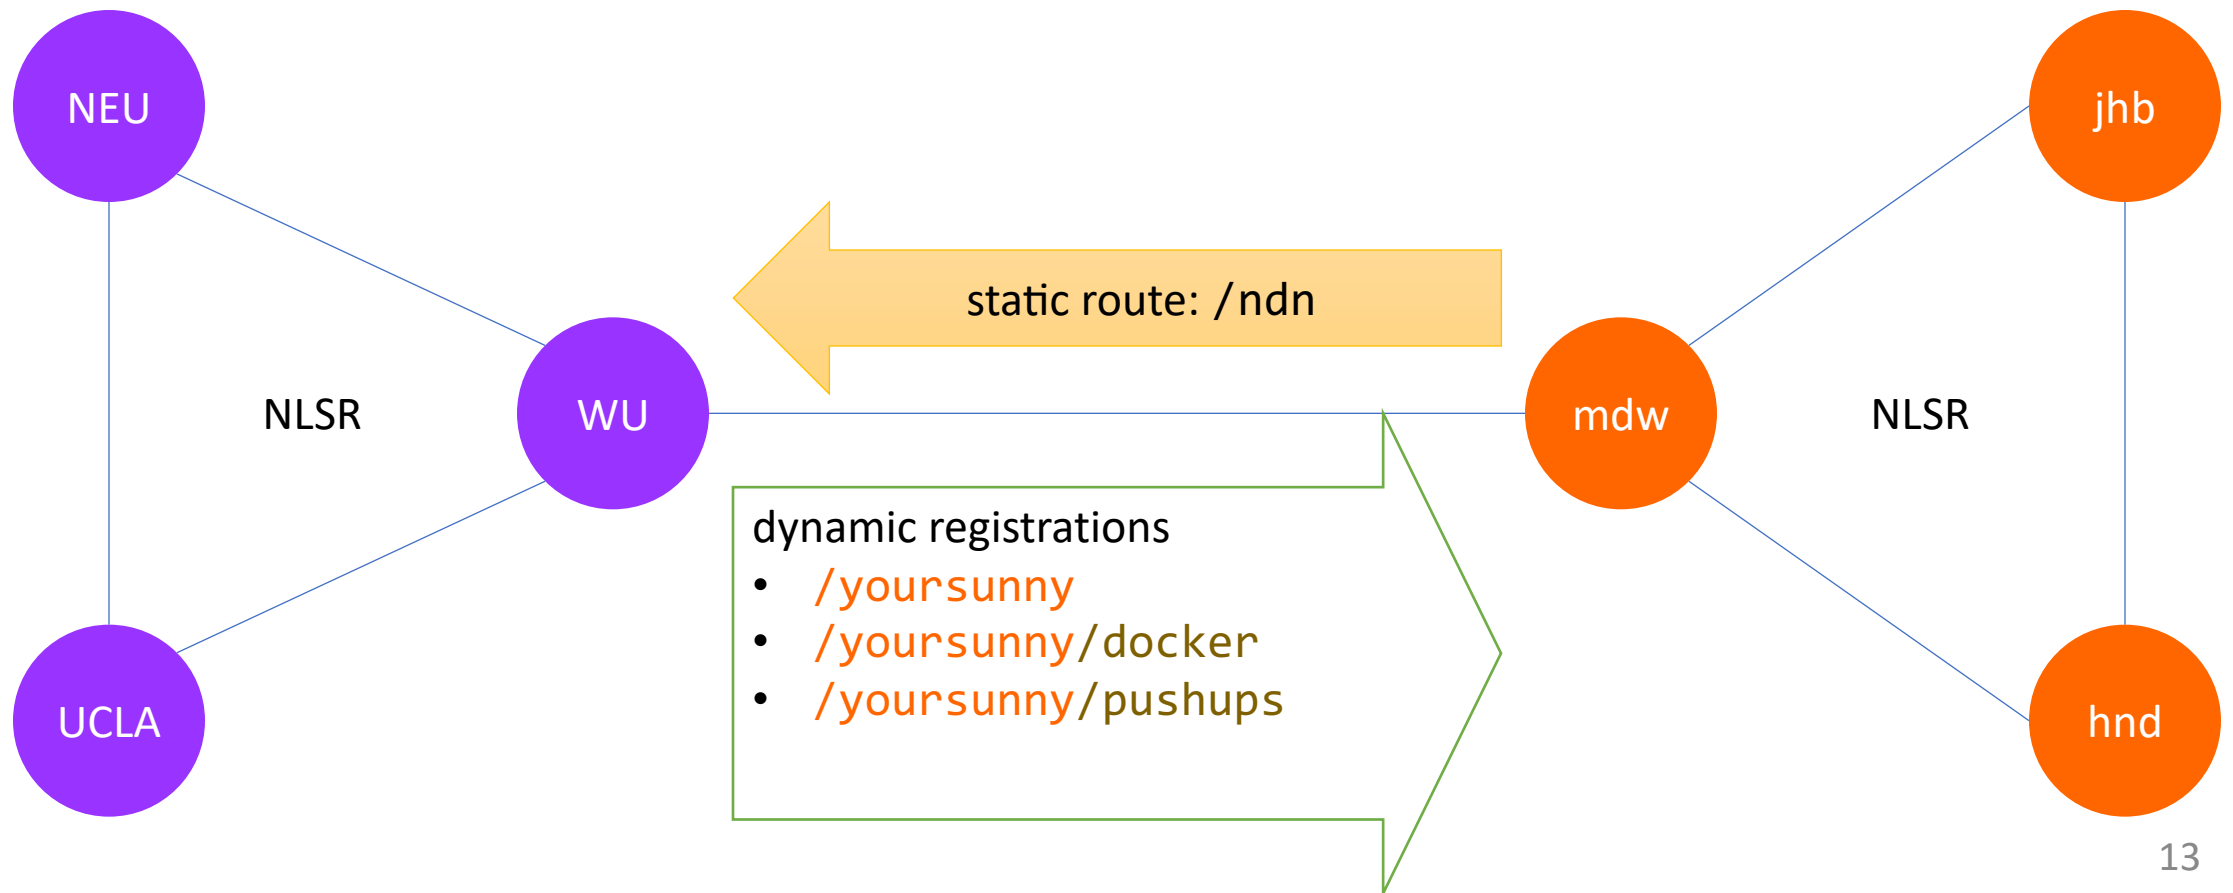 NEU
jhb
static route: /ndn
NLSR
WU
mdw
NLSR
dynamic registrations
• /yoursunny
• /yoursunny/docker
• /yoursunny/pushups
UCLA
hnd
13